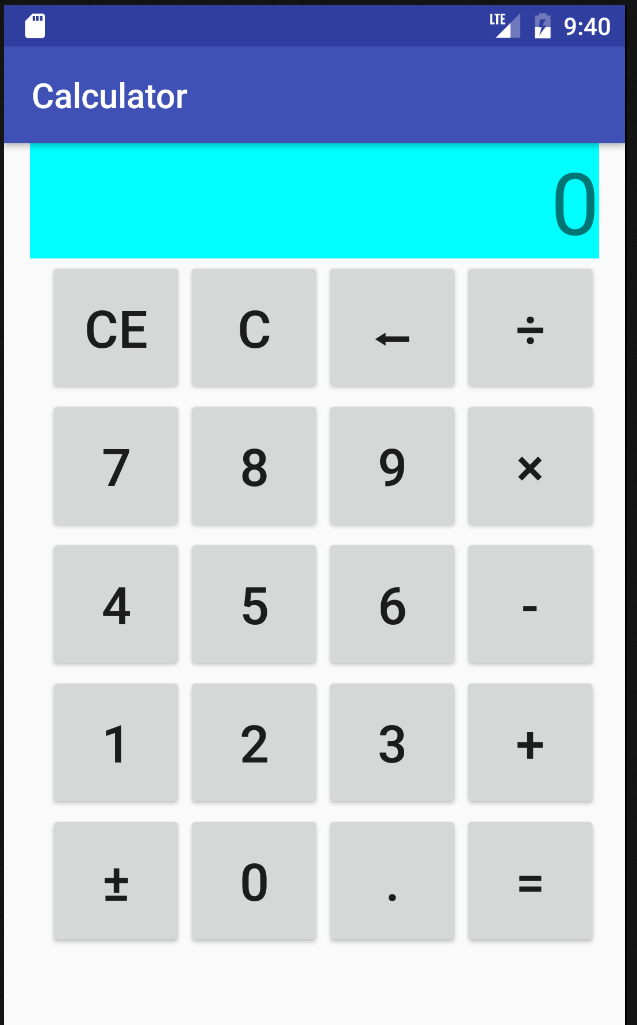 LTE 9:40
Calculator
0
CE C ← ÷
7 8 9 ×
4 5 6 -
1 2 3 +
± 0 . =